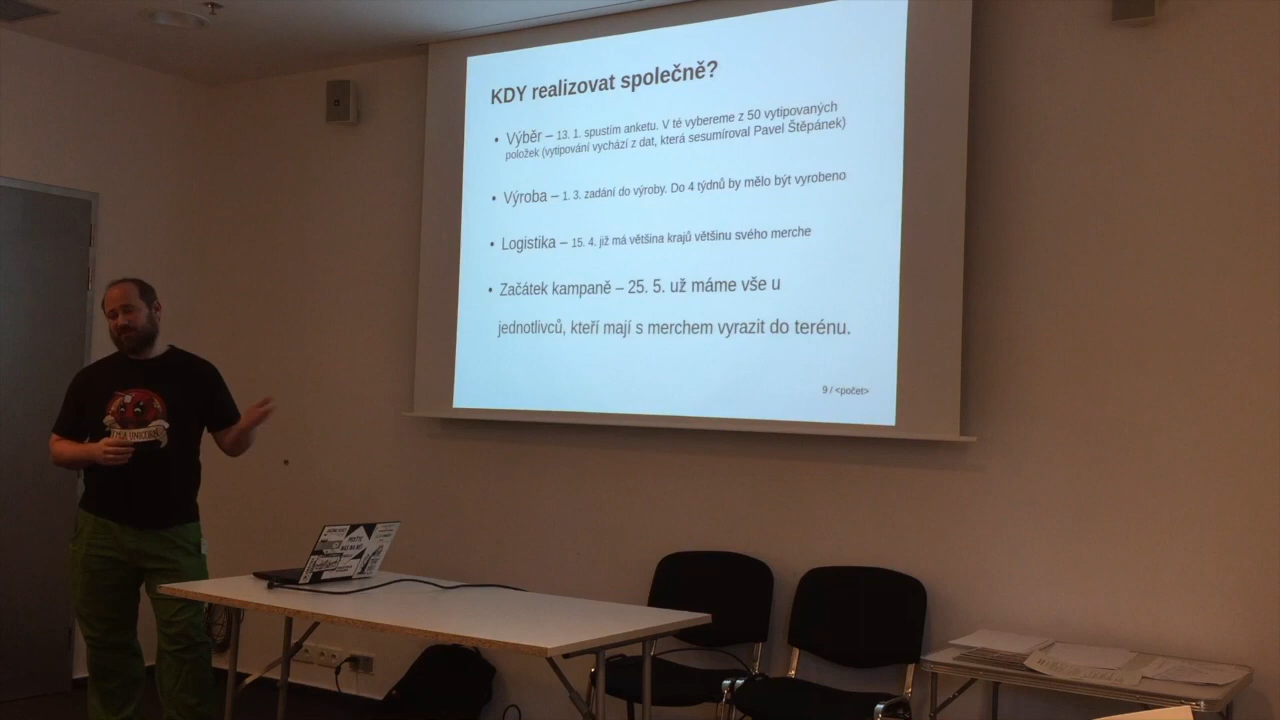 KDY realizovat společně?
• Výběr – 13. 1. spustím anketu. V té vybereme z 50 vytipovaných
položek (vytipování vychází z dat, která sesumíroval Pavel Štěpánek)
• Výroba – 1. 3. zadání do výroby. Do 4 týdnů by mělo být vyrobeno
• Logistika – 15. 4. již má většina krajů většinu svého merche
• Začátek kampaně – 25. 5. už máme vše u
jednotlivců, kteří mají s merchem vyrazit do terénu.
9 / <počet>
I'M A UNICORN